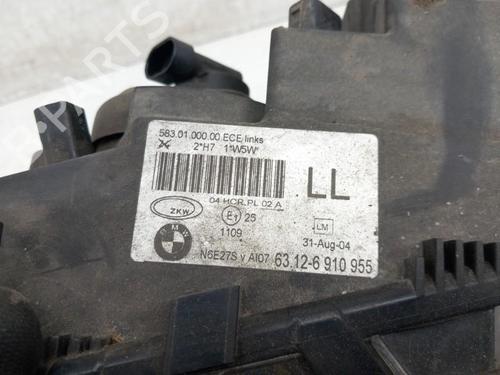 583.01.000.00 ECE links
2*H7 1*W5W
LL
04 HCR PL 02 A
ZKW
E1 25
LM
1109
31-Aug-04
BMW
N6E27S v AI07 63.12-6 910 955